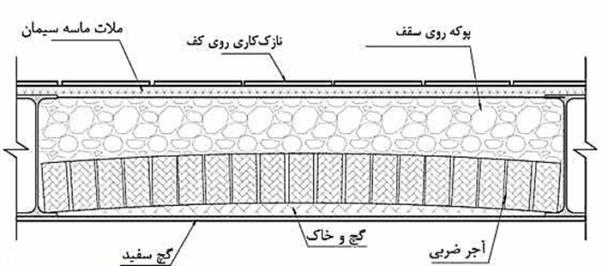 ملات ماسه سیمان
نازک‌کاری روی کف
پوکه روی سقف
گچ سفید
گچ و خاک
آجر ضربی